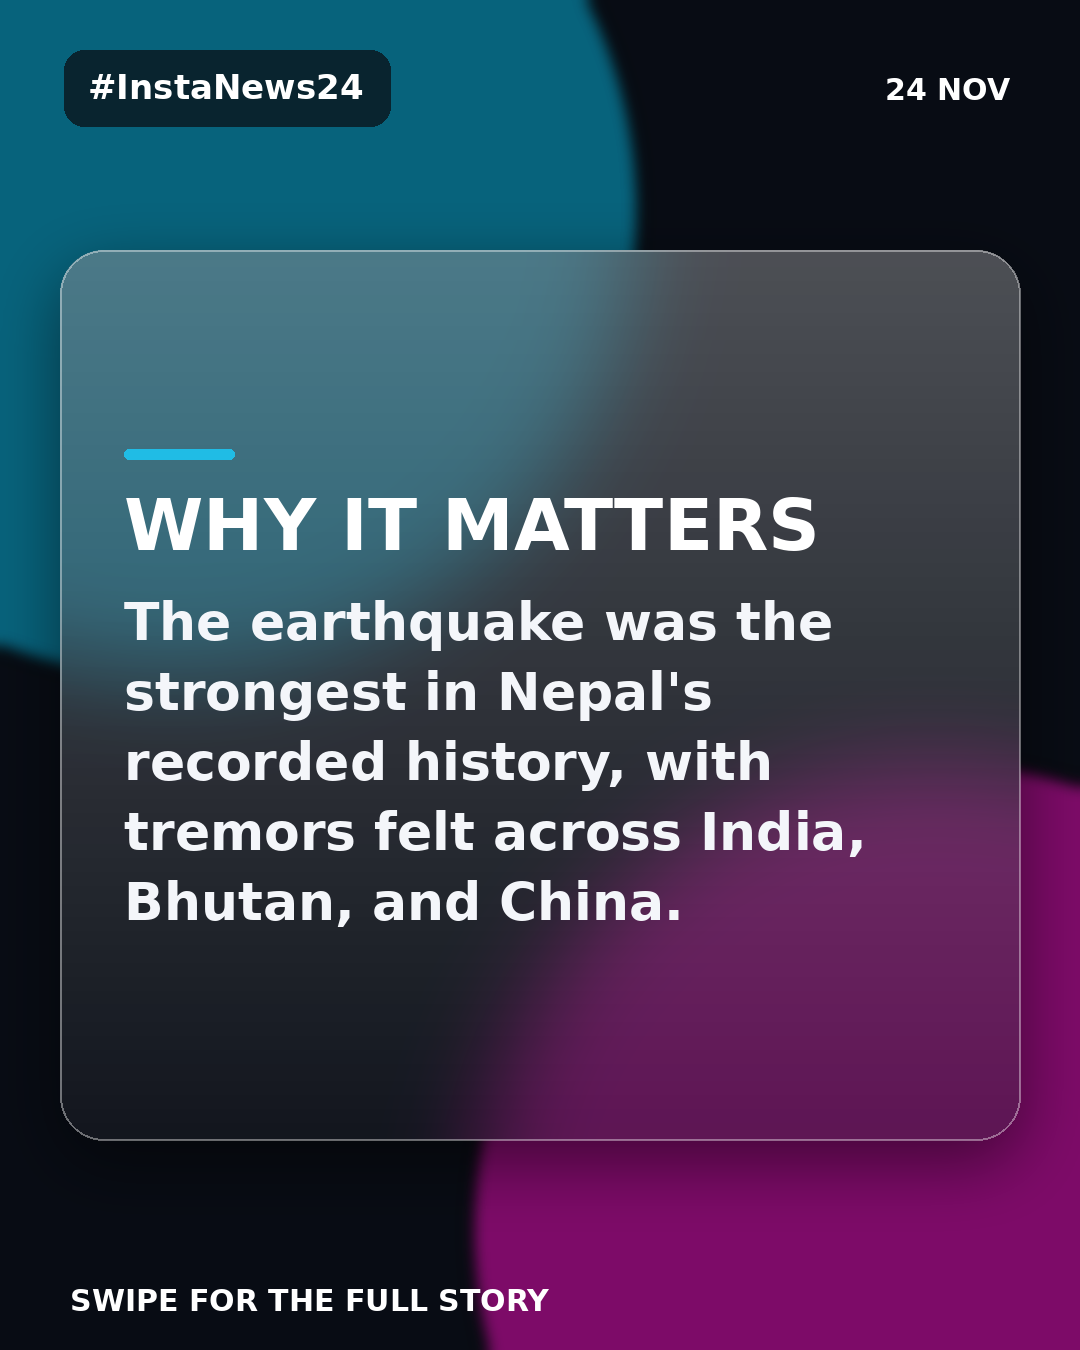 #InstaNews24
24 NOV
WHY IT MATTERS
The earthquake was the
strongest in Nepal's
recorded history, with
tremors felt across India,
Bhutan, and China.
SWIPE FOR THE FULL STORY